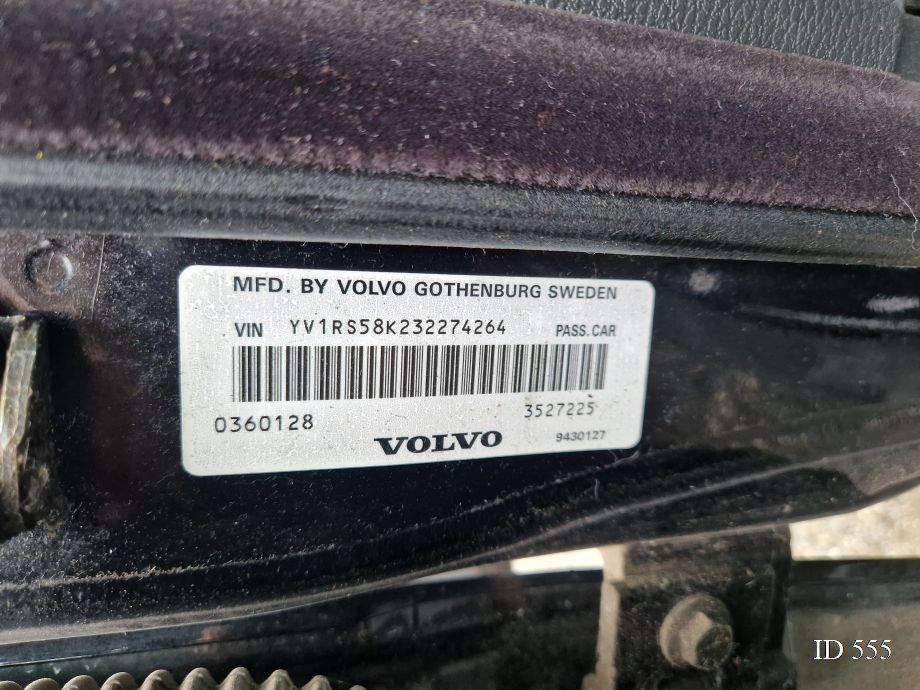 MFD. BY VOLVO GOTHENBURG SWEDEN
VIN YV1RS58K232274264 PASS. CAR
0360128 3527225
VOLVO 9430127
ID 555